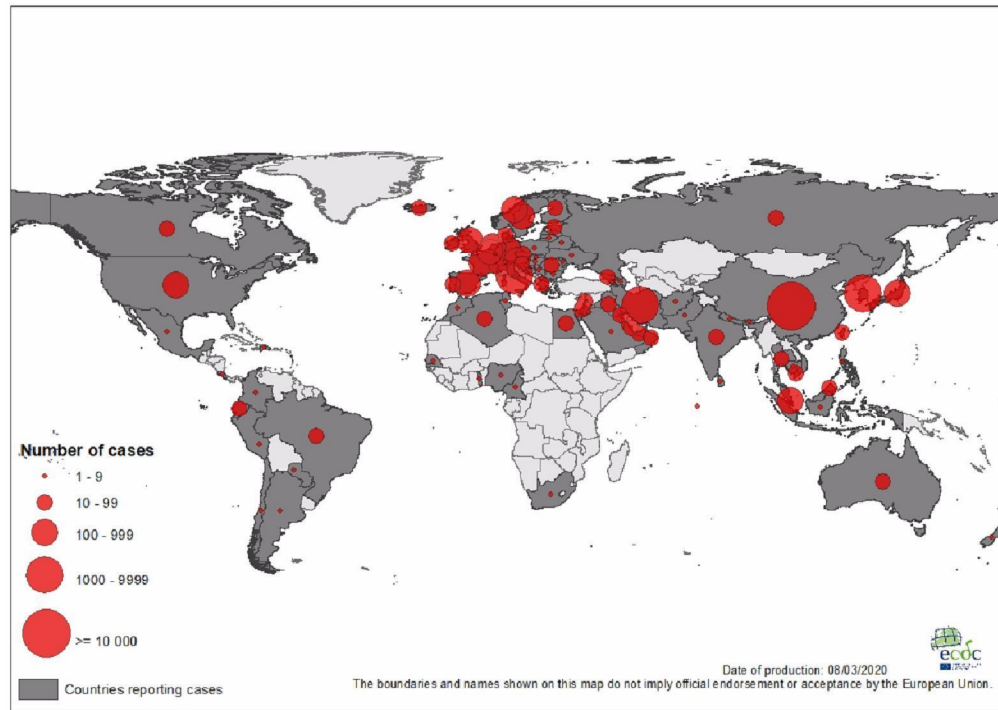 Number of cases
1 - 9
10 - 99
100 - 999
1000 - 9999
>= 10 000
Countries reporting cases
ecdc
Date of production: 08/03/2020
The boundaries and names shown on this map do not imply official endorsement or acceptance by the European Union.